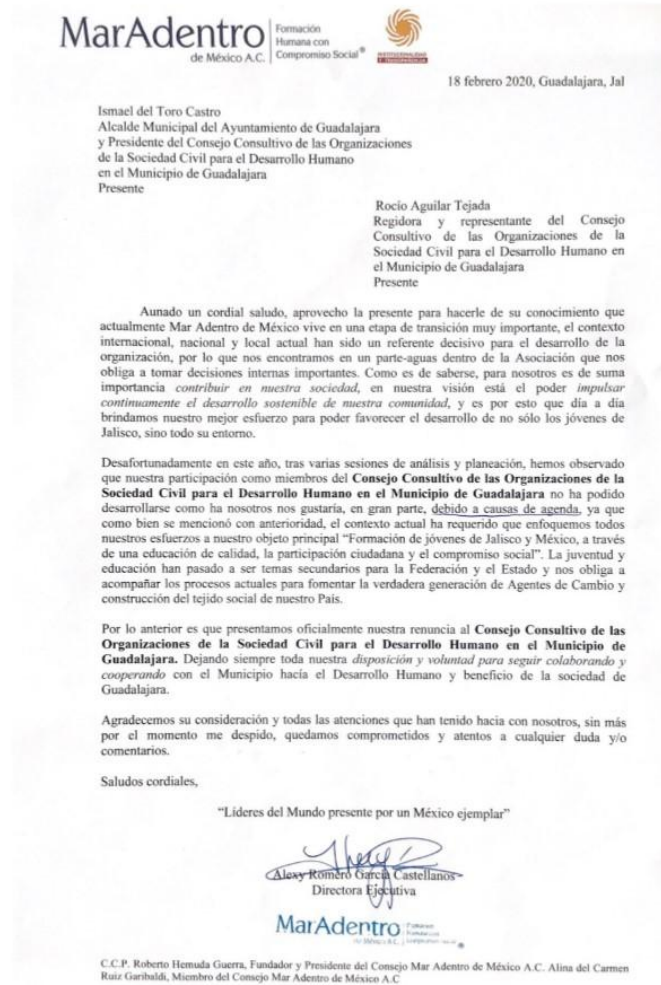 MarAdentro
de México A.C.
Formación
Humana con
Compromiso Social®
INSTITUCIONALIDAD
Y TRANSPARENCIA
18 febrero 2020, Guadalajara, Jal
Ismael del Toro Castro
Alcalde Municipal del Ayuntamiento de Guadalajara
y Presidente del Consejo Consultivo de las Organizaciones
de la Sociedad Civil para el Desarrollo Humano
en el Municipio de Guadalajara
Presente
Rocío Aguilar Tejada
Regidora y representante del Consejo
Consultivo de las Organizaciones de la
Sociedad Civil para el Desarrollo Humano en
el Municipio de Guadalajara
Presente
Aunado un cordial saludo, aprovecho la presente para hacerle de su conocimiento que
actualmente Mar Adentro de México vive en una etapa de transición muy importante, el contexto
internacional, nacional y local actual han sido un referente decisivo para el desarrollo de la
organización, por lo que nos encontramos en un parte-aguas dentro de la Asociación que nos
obliga a tomar decisiones internas importantes. Como es de saberse, para nosotros es de suma
importancia contribuir en nuestra sociedad, en nuestra visión está el poder impulsar
continuamente el desarrollo sostenible de nuestra comunidad, y es por esto que día a día
brindamos nuestro mejor esfuerzo para poder favorecer el desarrollo de no sólo los jóvenes de
Jalisco, sino todo su entorno.
Desafortunadamente en este año, tras varias sesiones de análisis y planeación, hemos observado
que nuestra participación como miembros del Consejo Consultivo de las Organizaciones de la
Sociedad Civil para el Desarrollo Humano en el Municipio de Guadalajara no ha podido
desarrollarse como ha nosotros nos gustaría, en gran parte, debido a causas de agenda, ya que
como bien se mencionó con anterioridad, el contexto actual ha requerido que enfoquemos todos
nuestros esfuerzos a nuestro objeto principal “Formación de jóvenes de Jalisco y México, a través
de una educación de calidad, la participación ciudadana y el compromiso social”. La juventud y
educación han pasado a ser temas secundarios para la Federación y el Estado y nos obliga a
acompañar los procesos actuales para fomentar la verdadera generación de Agentes de Cambio y
construcción del tejido social de nuestro País.
Por lo anterior es que presentamos oficialmente nuestra renuncia al Consejo Consultivo de las
Organizaciones de la Sociedad Civil para el Desarrollo Humano en el Municipio de
Guadalajara. Dejando siempre toda nuestra disposición y voluntad para seguir colaborando y
cooperando con el Municipio hacía el Desarrollo Humano y beneficio de la sociedad de
Guadalajara.
Agradecemos su consideración y todas las atenciones que han tenido hacia con nosotros, sin más
por el momento me despido, quedamos comprometidos y atentos a cualquier duda y/o
comentarios.
Saludos cordiales,
“Líderes del Mundo presente por un México ejemplar”
Alexy Romero García Castellanos
Directora Ejecutiva
MarAdentro
de México A.C.
C.C.P. Roberto Hemuda Guerra, Fundador y Presidente del Consejo Mar Adentro de México A.C. Alina del Carmen
Ruiz Garibaldi, Miembro del Consejo Mar Adentro de México A.C